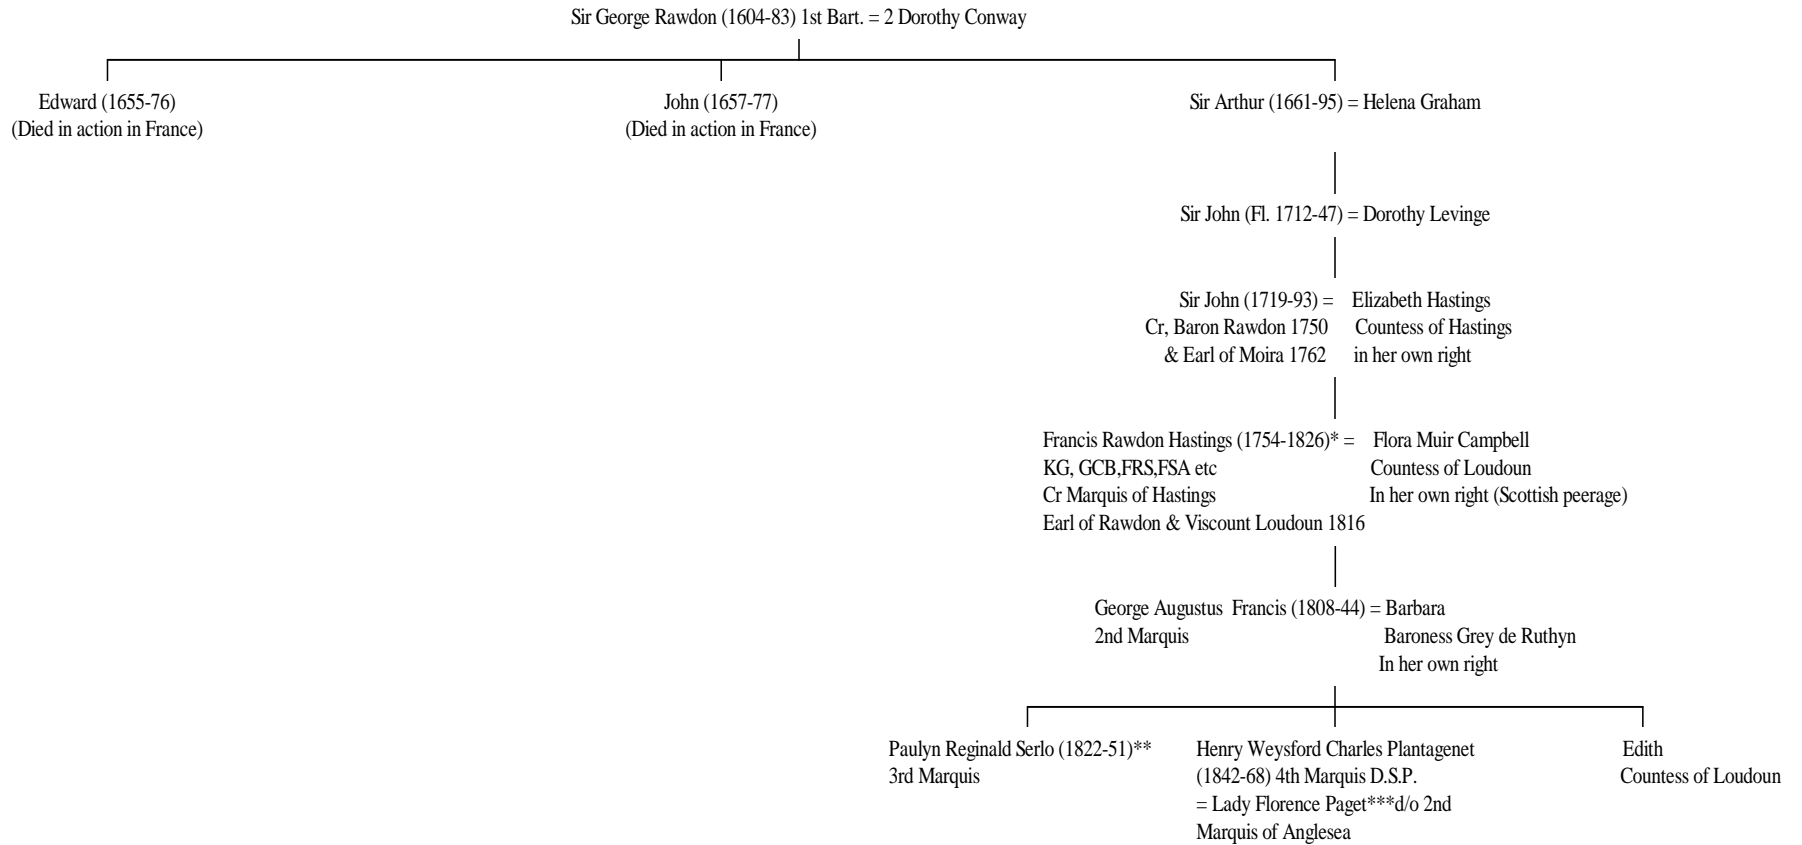 Sir George Rawdon (1604-83) 1st Bart. = 2 Dorothy Conway
Edward (1655-76)
(Died in action in France)
John (1657-77)
(Died in action in France)
Sir Arthur (1661-95) = Helena Graham
Sir John (Fl. 1712-47) = Dorothy Levinge
Sir John (1719-93) = Elizabeth Hastings
Cr, Baron Rawdon 1750 Countess of Hastings
& Earl of Moira 1762 in her own right
Francis Rawdon Hastings (1754-1826)* = Flora Muir Campbell
KG, GCB,FRS,FSA etc Countess of Loudoun
Cr Marquis of Hastings In her own right (Scottish peerage)
Earl of Rawdon & Viscount Loudoun 1816
George Augustus Francis (1808-44) = Barbara
2nd Marquis Baroness Grey de Ruthyn
In her own right
Paulyn Reginald Serlo (1822-51)**
3rd Marquis
Henry Weysford Charles Plantagenet
(1842-68) 4th Marquis D.S.P.
= Lady Florence Paget***d/o 2nd
Marquis of Anglesea
Edith
Countess of Loudoun